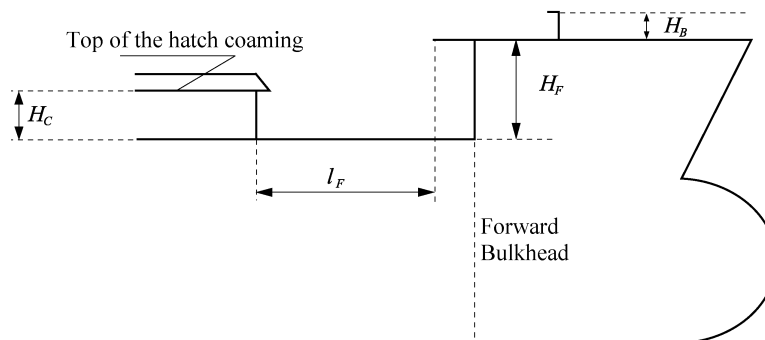 H_B
Top of the hatch coaming
H_F
H_C
l_F
Forward
Bulkhead